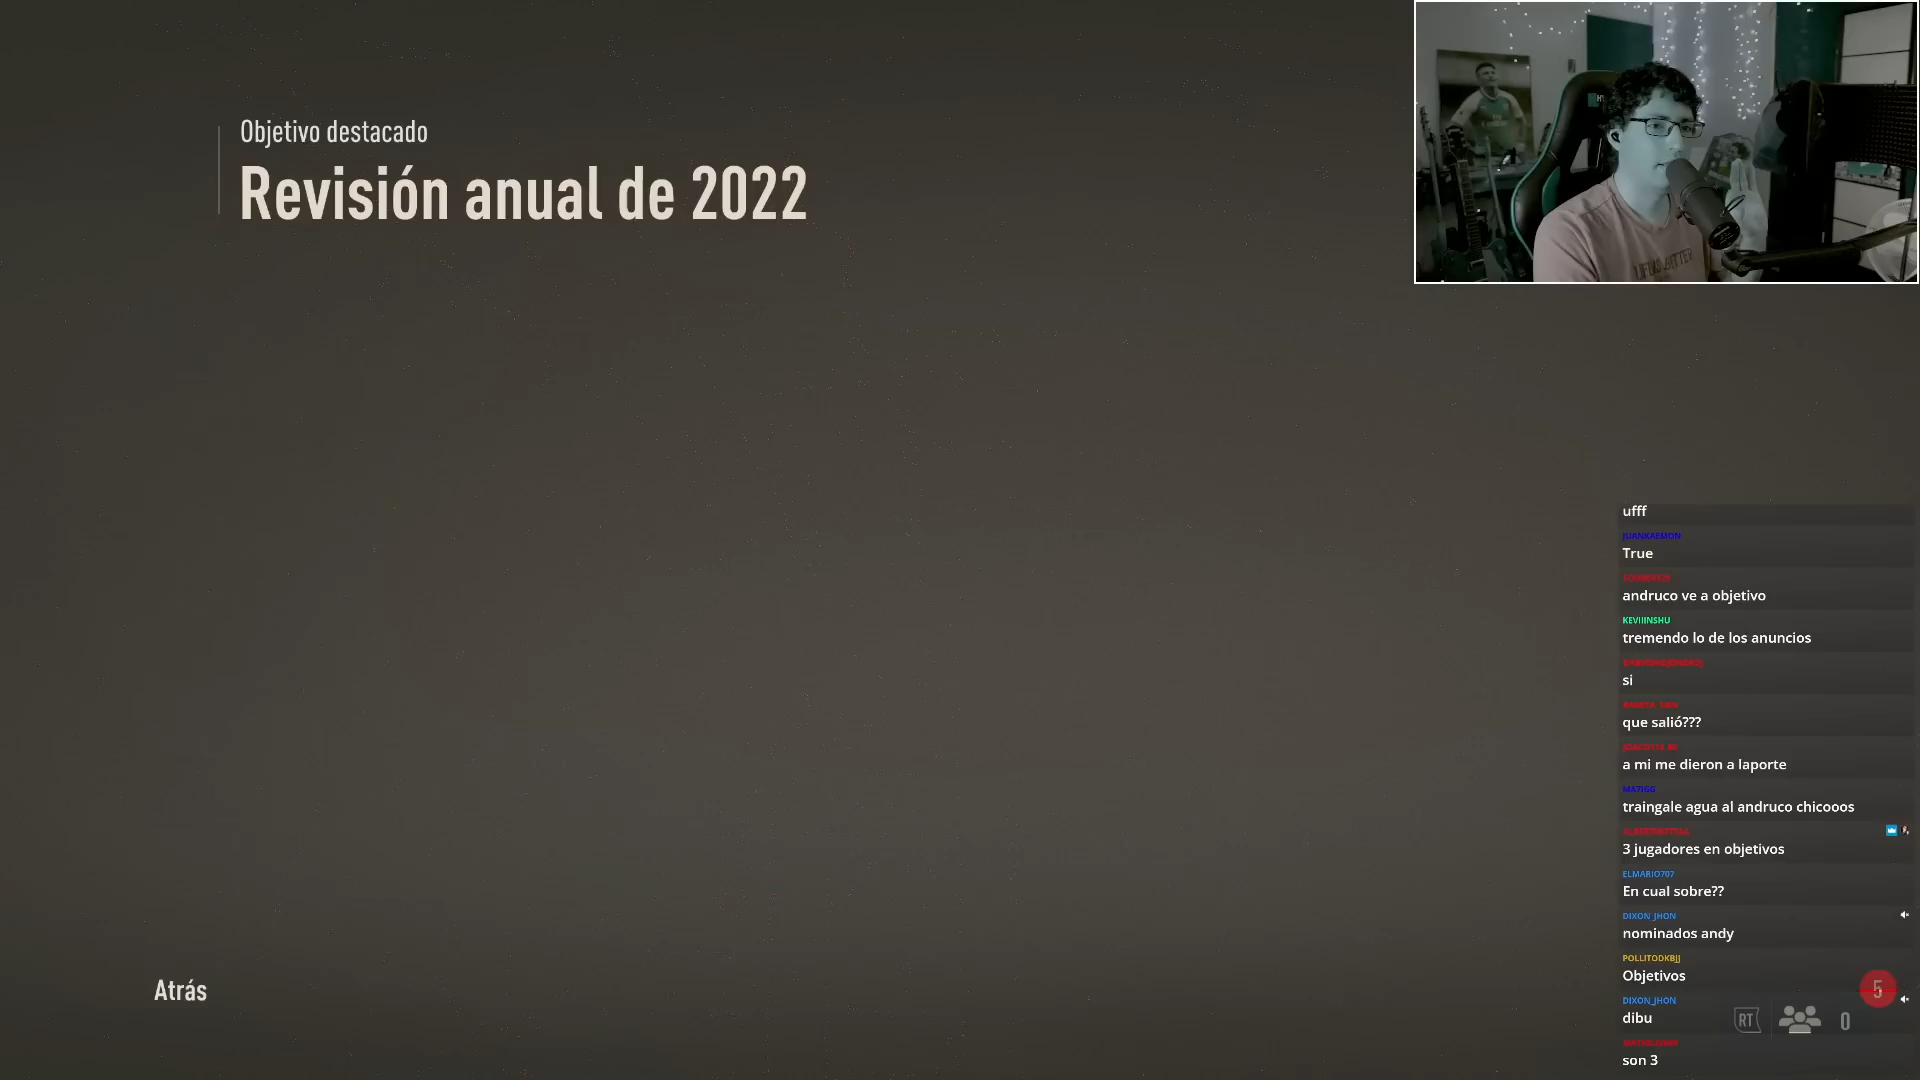 Objetivo destacado
Revisión anual de 2022
ufff
JUANKAEMON
True
andruco ve a objetivo
KEVIIINSHU
tremendo lo de los anuncios
si
que salió???
a mi me dieron a laporte
MA7IGG
traingale agua al andruco chicooos
3 jugadores en objetivos
ELMARIO707
En cual sobre??
DIXON_JHON
nominados andy
POLLITODKBJJ
Objetivos
DIXON_JHON
dibu
son 3
Atrás
5
RT
0